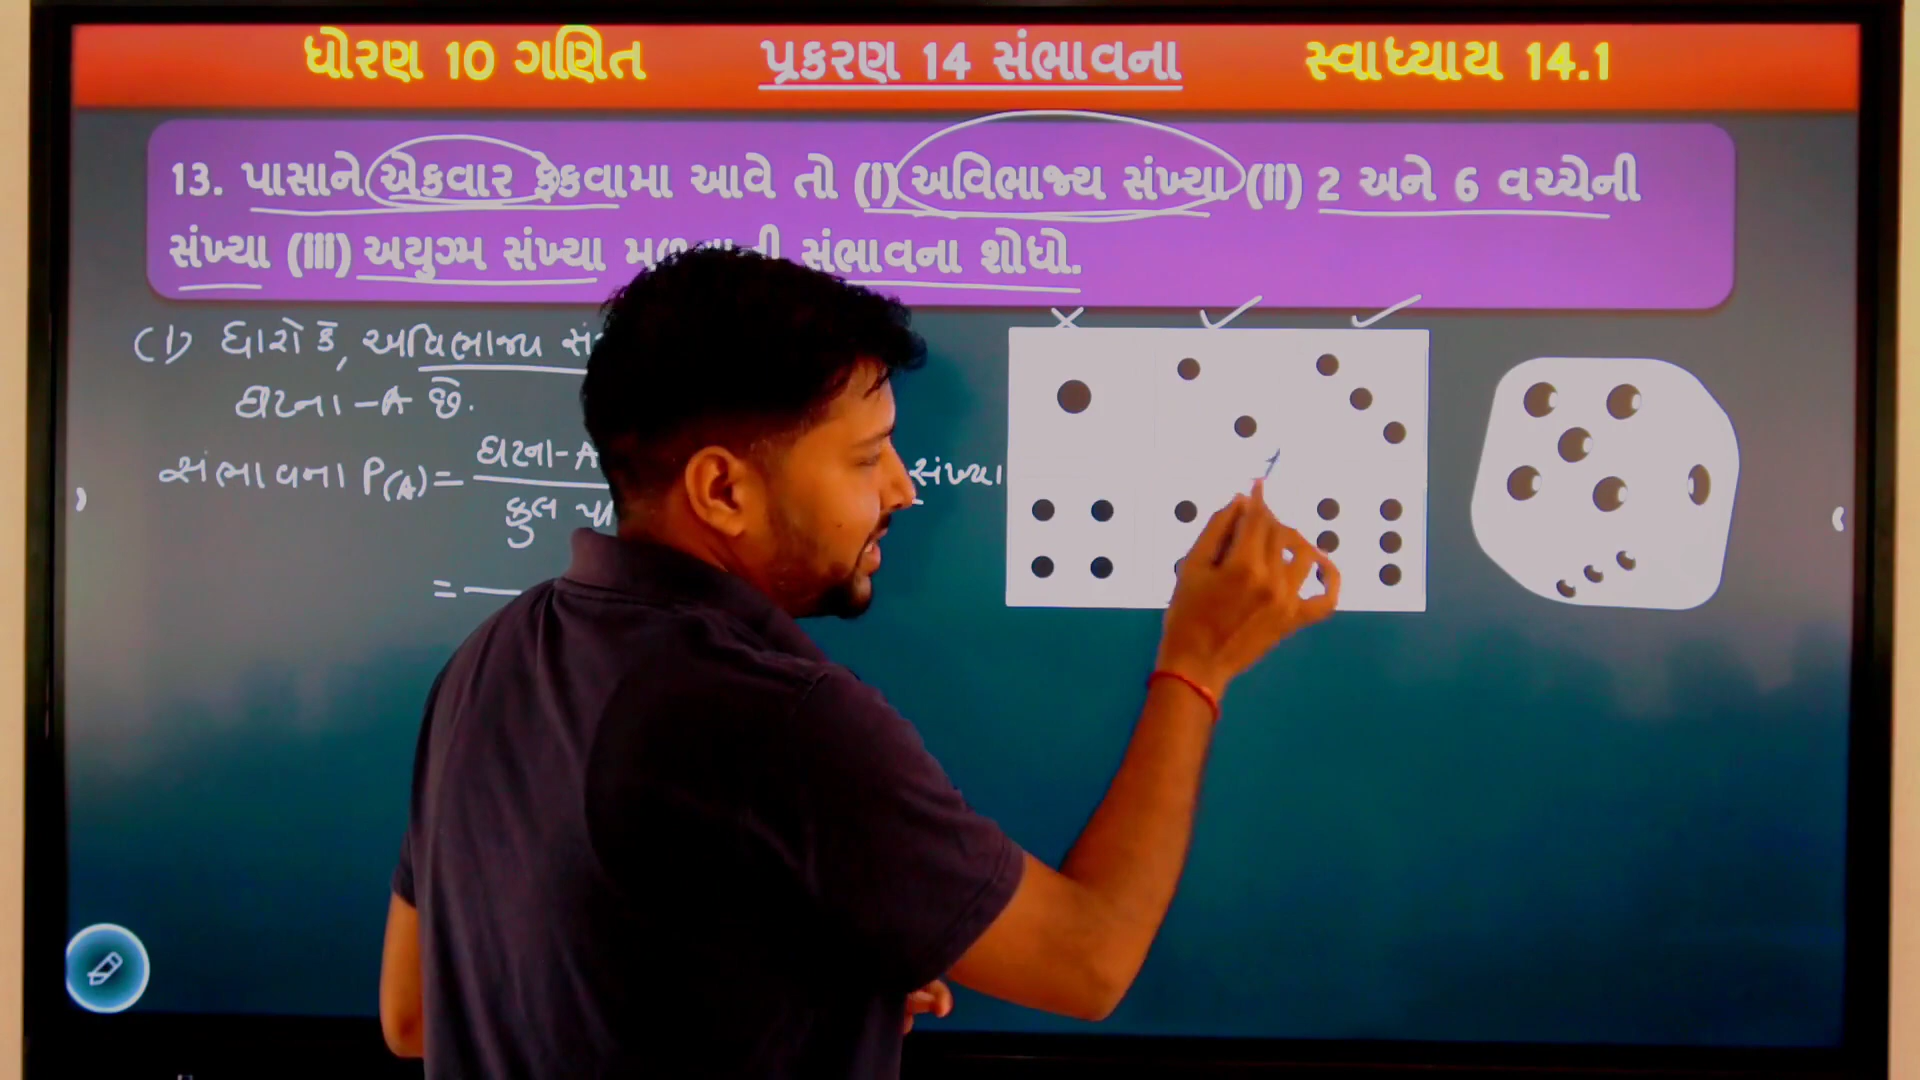 ધોરણ 10 ગણિત પ્રકરણ 14 સંભાવના સ્વાધ્યાય 14.1
13. પાસાને એકવાર ફેંકવામા આવે તો (i) અવિભાજ્ય સંખ્યા (ii) 2 અને 6 વચ્ચેની
સંખ્યા (iii) અયુગ્મ સંખ્યા સંભાવના શોધો.
(1) ધારો કે, અવિભાજ્ય
ઘટના - A છે.
સંભાવના P(A) = ઘટના - A સંખ્યા
કુલ
=